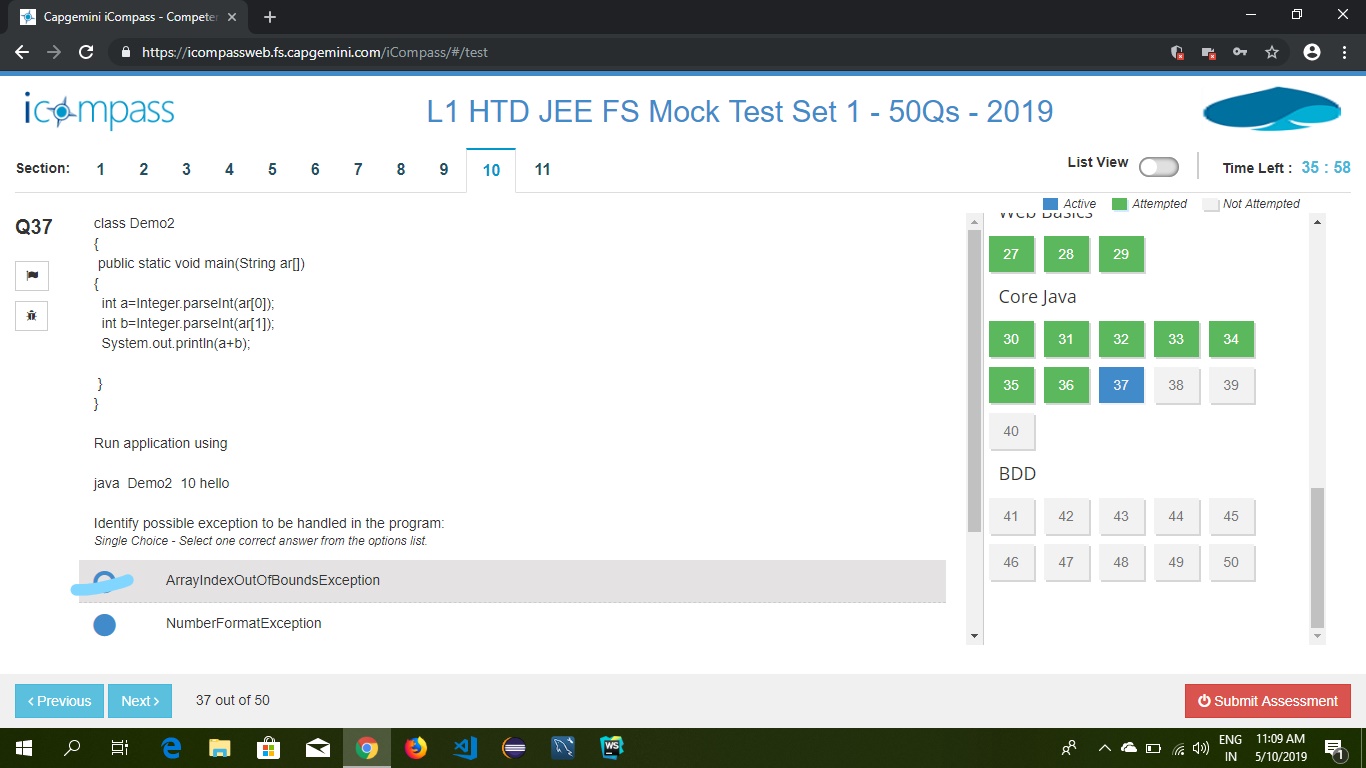 Capgemini iCompass - Competen
https://icompassweb.fs.capgemini.com/iCompass/#/test
icompass
L1 HTD JEE FS Mock Test Set 1 - 50Qs - 2019
Section: 1 2 3 4 5 6 7 8 9 10 11
List View
Time Left : 35 : 58
Active Attempted Not Attempted
Q37
class Demo2
{
public static void main(String ar[])
{
int a=Integer.parseInt(ar[0]);
int b=Integer.parseInt(ar[1]);
System.out.println(a+b);
}
}
Run application using
java Demo2 10 hello
Identify possible exception to be handled in the program:
Single Choice - Select one correct answer from the options list.
ArrayIndexOutOfBoundsException
NumberFormatException
Web Basics
27 28 29
Core Java
30 31 32 33 34
35 36 37 38 39
40
BDD
41 42 43 44 45
46 47 48 49 50
‹ Previous
Next ›
37 out of 50
Submit Assessment
WS
ENG
IN
11:09 AM
5/10/2019
1